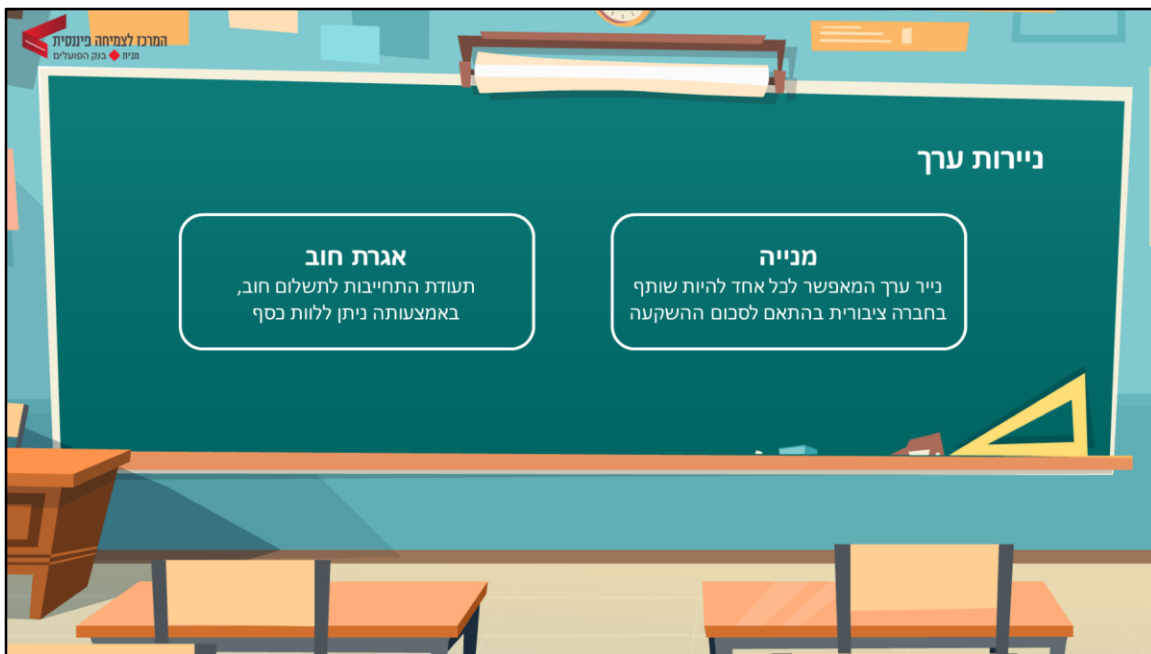 המרכז לצמיחה פיננסית
מבית בנק הפועלים
ניירות ערך
מנייה
נייר ערך המאפשר לכל אחד להיות שותף
בחברה ציבורית בהתאם לסכום ההשקעה
אגרת חוב
תעודת התחייבות לתשלום חוב,
באמצעותה ניתן ללוות כסף